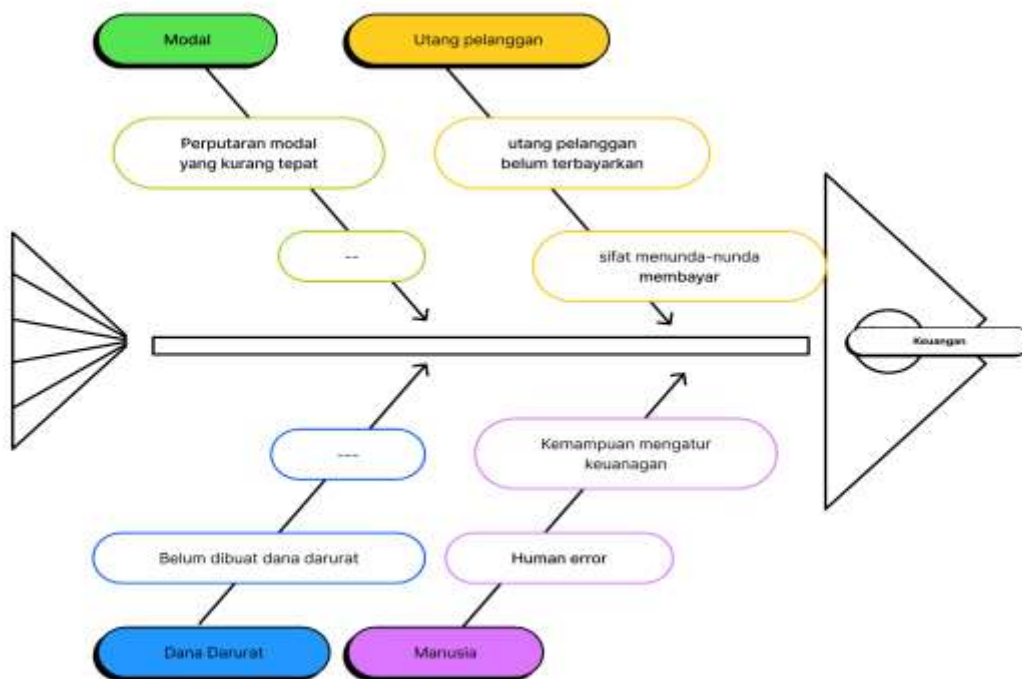 Modal
Utang pelanggan
Perputaran modal
yang kurang tepat
utang pelanggan
belum terbayarkan
--
sifat menunda-nunda
membayar
Keuangan
---
Kemampuan mengatur
keuanagan
Belum dibuat dana darurat
Human error
Dana Darurat
Manusia